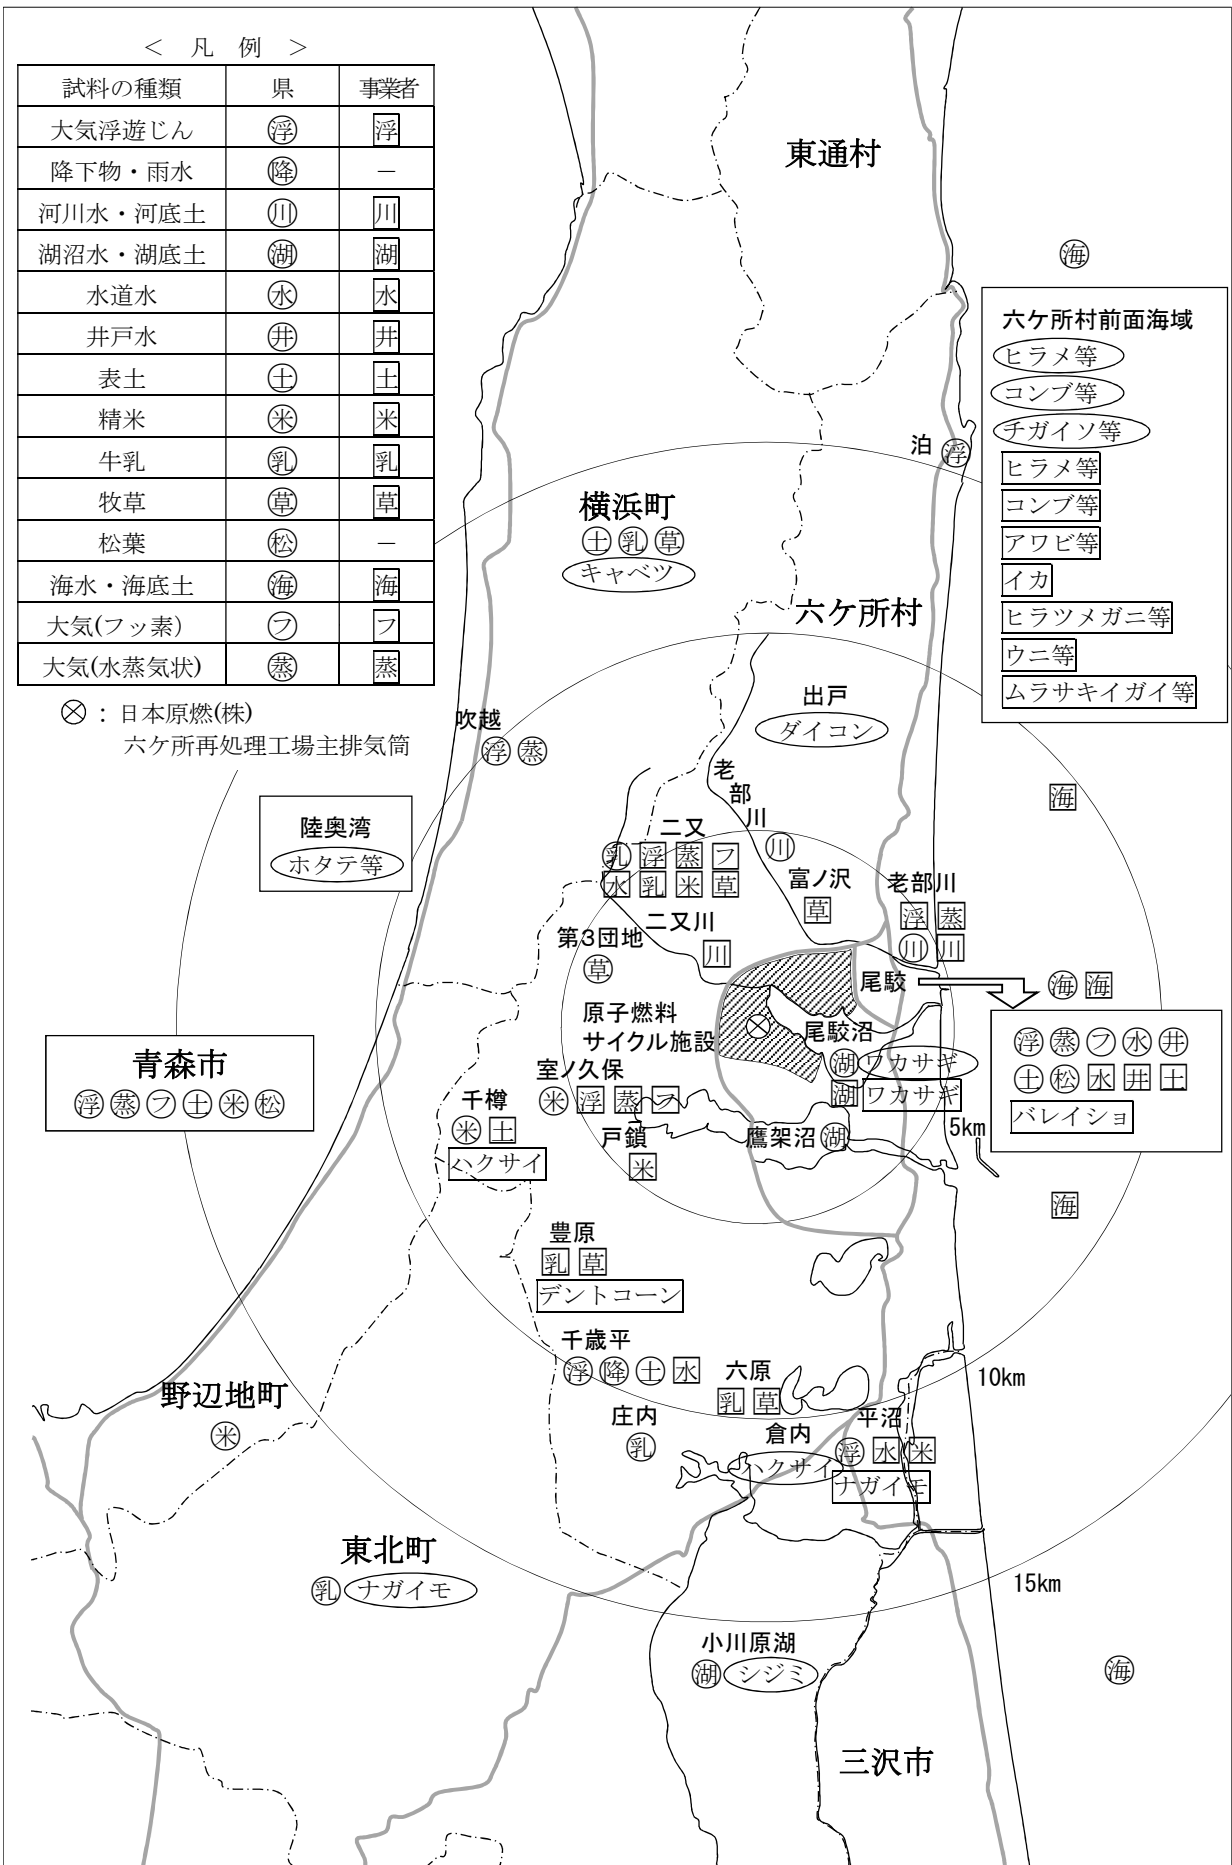 ＜ 凡 例 ＞
試料の種類 県 事業者
大気浮遊じん 浮 浮
降下物・雨水 降 －
河川水・河底土 川 川
湖沼水・湖底土 湖 湖
水道水 水 水
井戸水 井 井
表土 土 土
精米 米 米
牛乳 乳 乳
牧草 草 草
松葉 松 －
海水・海底土 海 海
大気(フッ素） フ フ
大気(水蒸気状) 蒸 蒸
⊗：日本原燃(株)
六ケ所再処理工場主排気筒
東通村
海
六ケ所村前面海域
ヒラメ等
コンブ等
チガイソ等
ヒラメ等
コンブ等
アワビ等
イカ
ヒラツメガニ等
ウニ等
ムラサキイガイ等
泊 浮
横浜町
土 乳 草
キャベツ
六ケ所村
出戸
ダイコン
吹越
浮 蒸
陸奥湾
ホタテ等
老部川
川
海
二又
乳 浮 蒸 フ
水 乳 米 草
富ノ沢
草
老部川
浮 蒸
川 川
二又川
川
第3団地
草
尾駮
海 海
浮 蒸 フ 水 井
土 松 水 井 土
バレイショ
原子燃料
サイクル施設
尾駮沼
湖 ワカサギ
湖 ワカサギ
青森市
浮 蒸 フ 土 米 松
室ノ久保
米 浮 蒸 フ
千樽
米 土
ハクサイ
戸鎖
米
鷹架沼 湖
5km
海
豊原
乳 草
デントコーン
千歳平
浮 降 土 水
六原
乳 草
10km
野辺地町
米
庄内
乳
倉内
ハクサイ
平沼
浮 水 米
ナガイモ
東北町
乳 ナガイモ
15km
小川原湖
湖 シジミ
海
三沢市